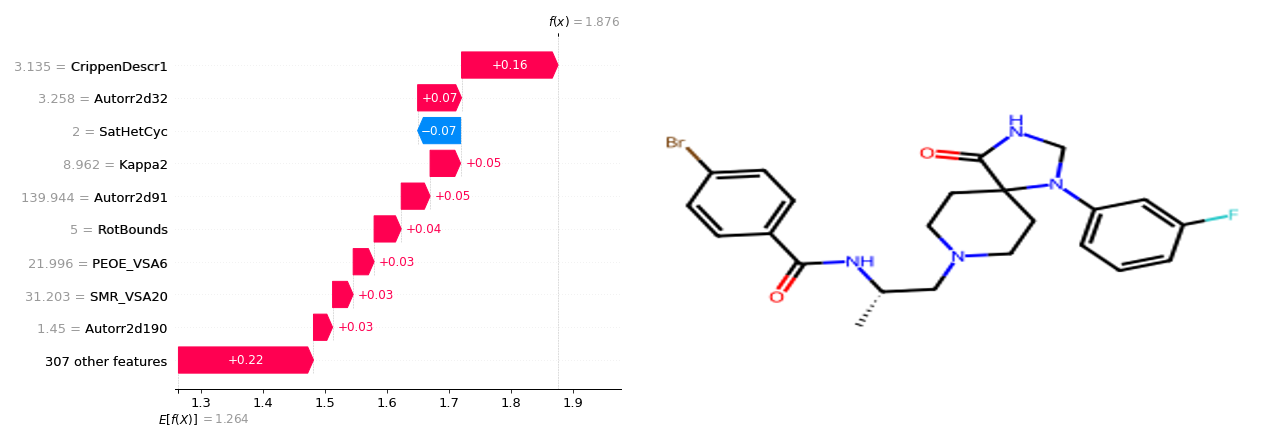 f(x) = 1.876
3.135 = CrippenDescr1
+0.16
3.258 = Autorr2d32
+0.07
2 = SatHetCyc
−0.07
8.962 = Kappa2
+0.05
139.944 = Autorr2d91
+0.05
5 = RotBounds
+0.04
21.996 = PEOE_VSA6
+0.03
31.203 = SMR_VSA20
+0.03
1.45 = Autorr2d190
+0.03
307 other features
+0.22
1.3 1.4 1.5 1.6 1.7 1.8 1.9
E[f(X)] = 1.264
H
N
Br
O
N
F
NH
N
O